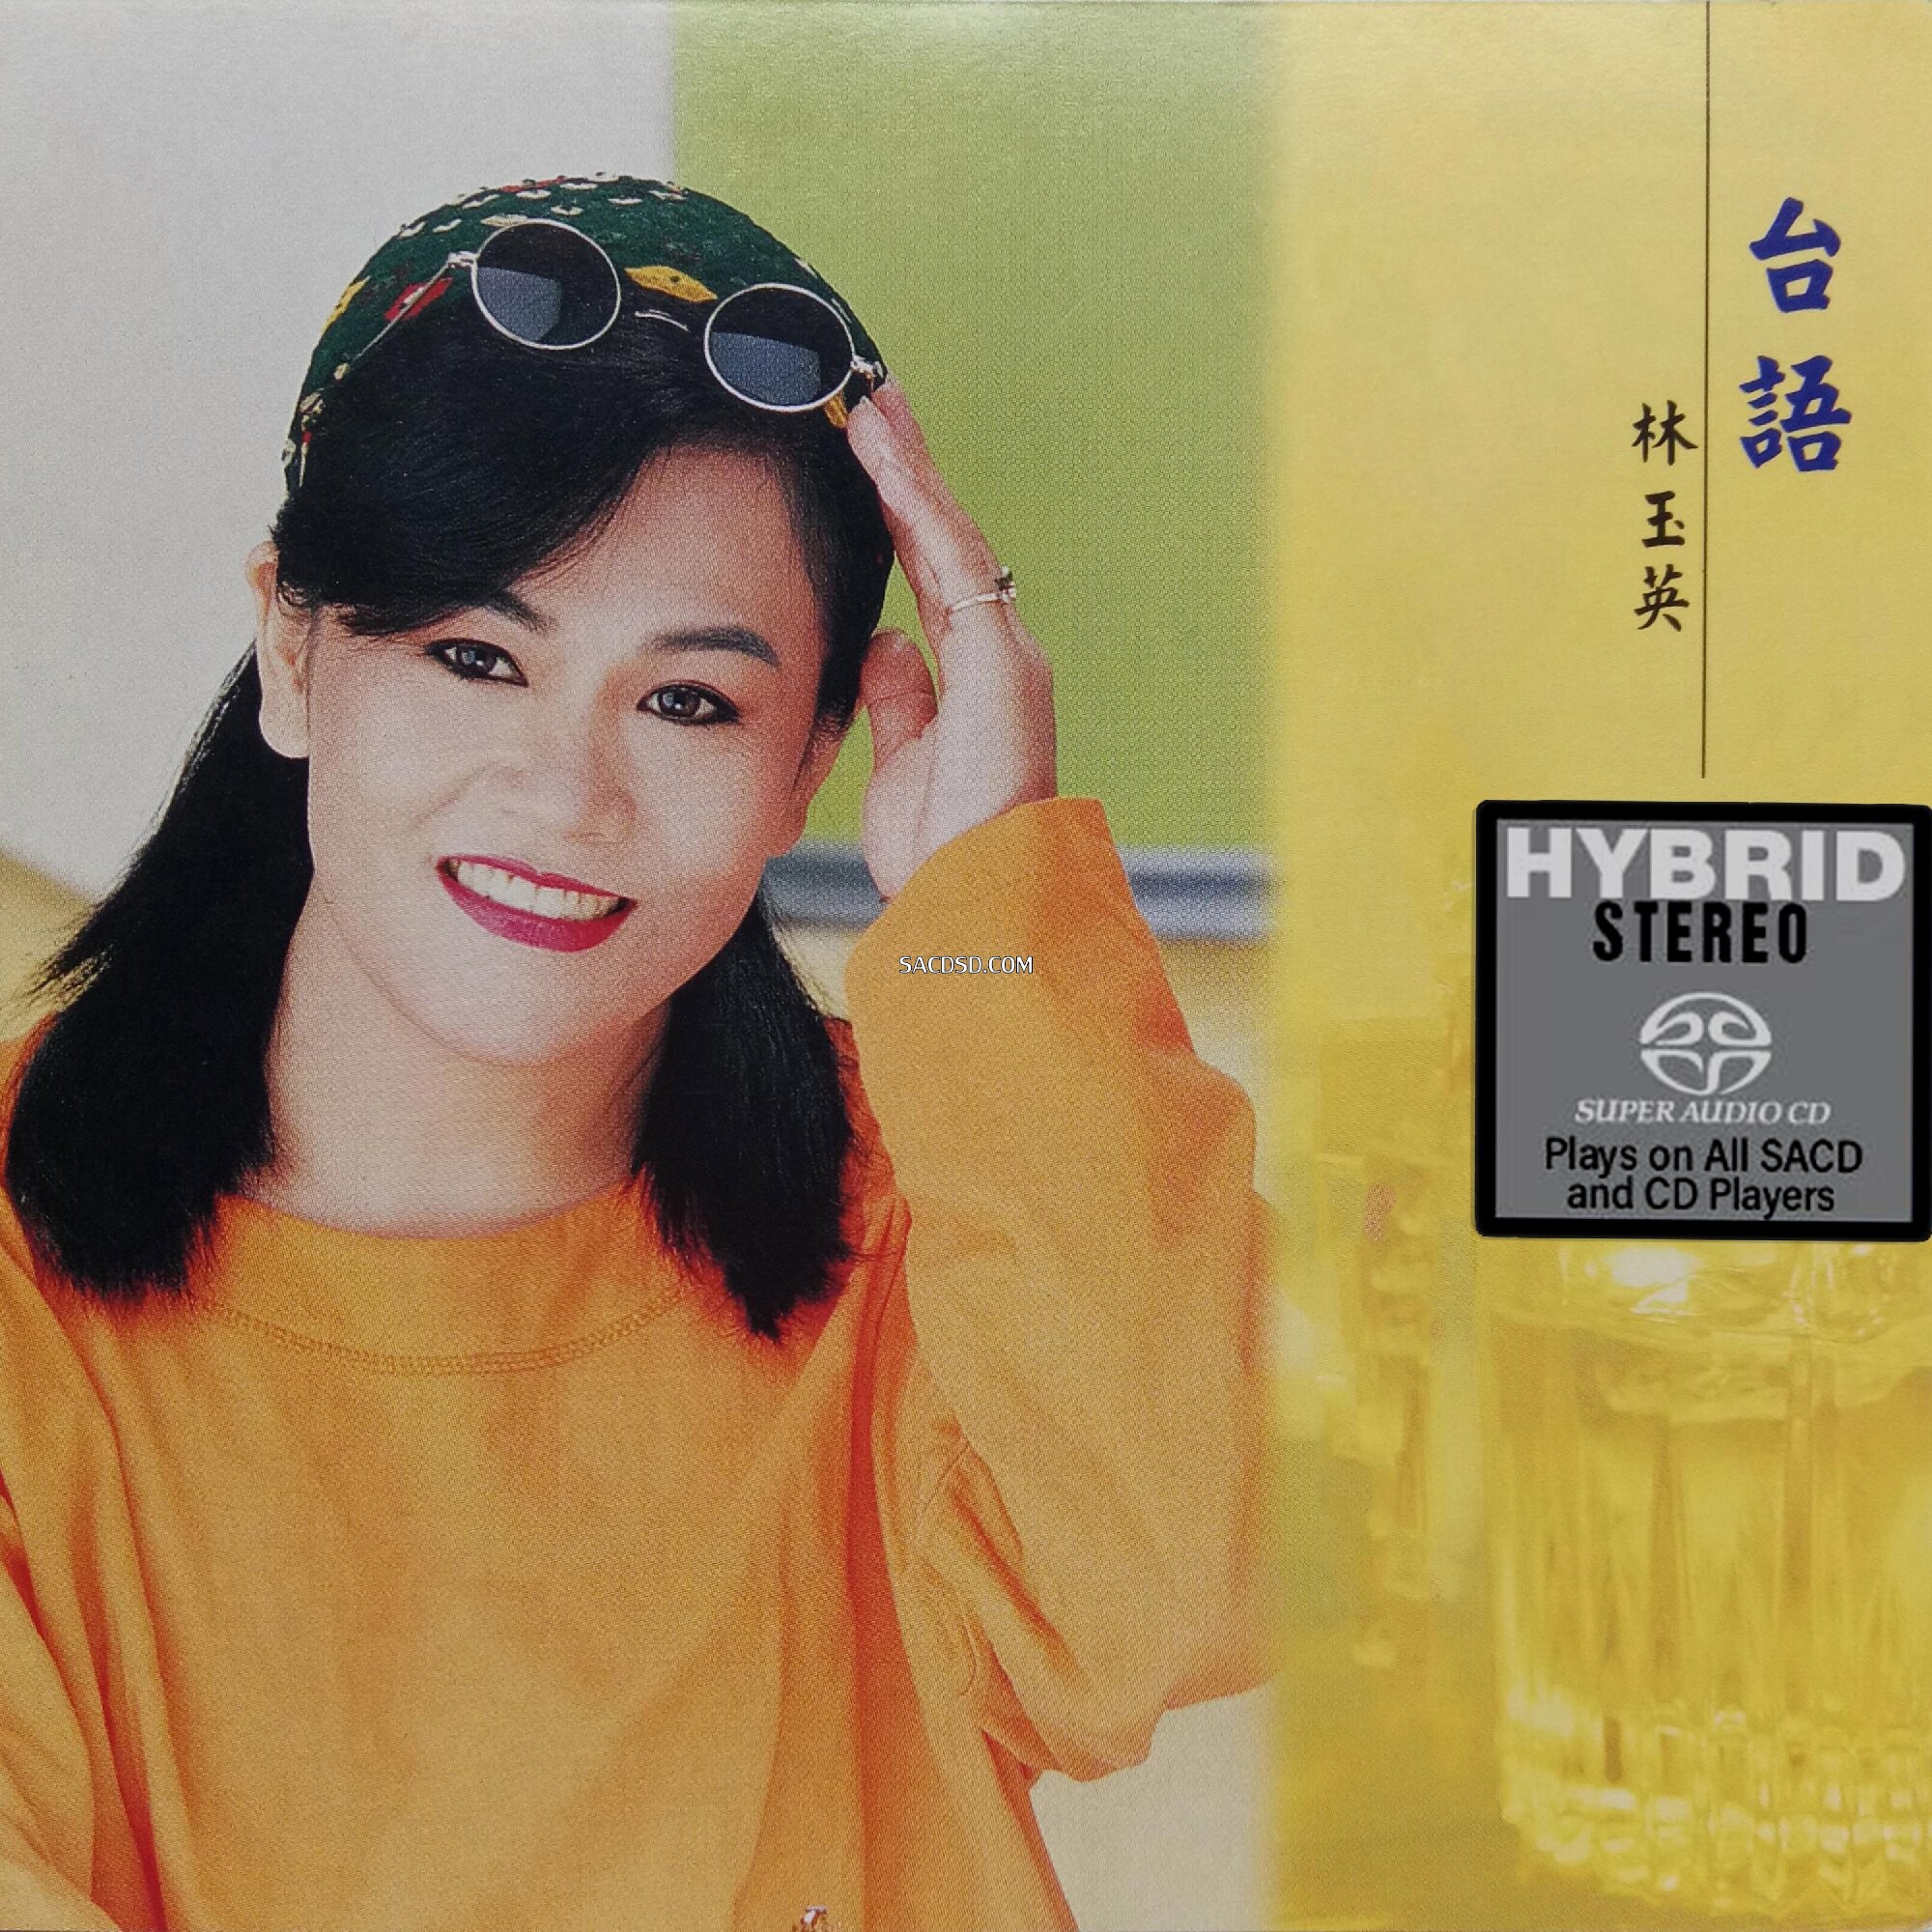 台語
林玉英
SACDSD.COM
HYBRID
STEREO
SUPER AUDIO CD
Plays on All SACD
and CD Players